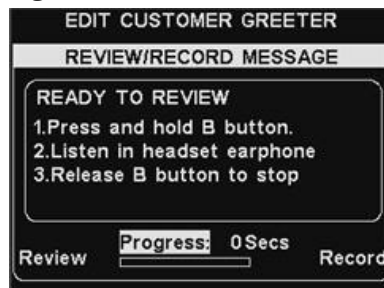 EDIT CUSTOMER GREETER
REVIEW/RECORD MESSAGE
READY TO REVIEW
1.Press and hold B button.
2.Listen in headset earphone
3.Release B button to stop
Progress: 0Secs
Review Record